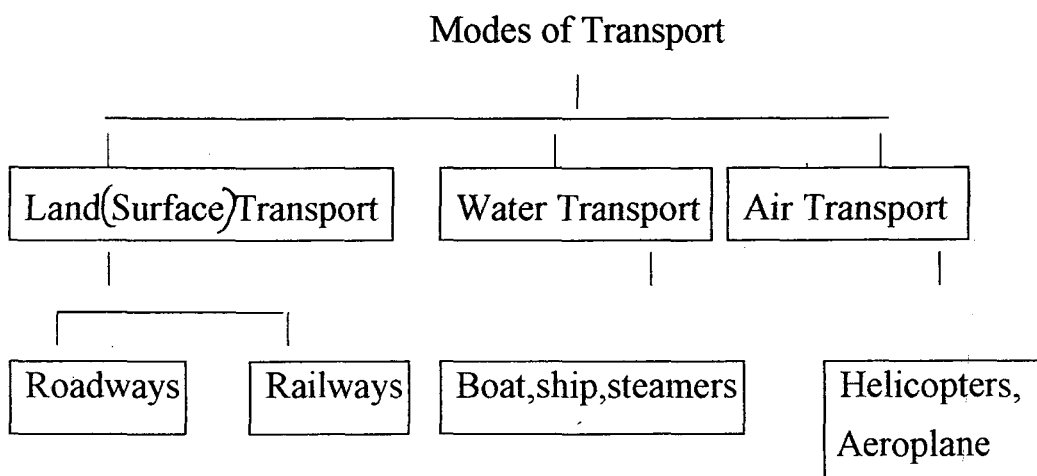 Modes of Transport
Land(Surface)Transport
Water Transport
Air Transport
Roadways
Railways
Boat,ship,steamers
Helicopters,
Aeroplane